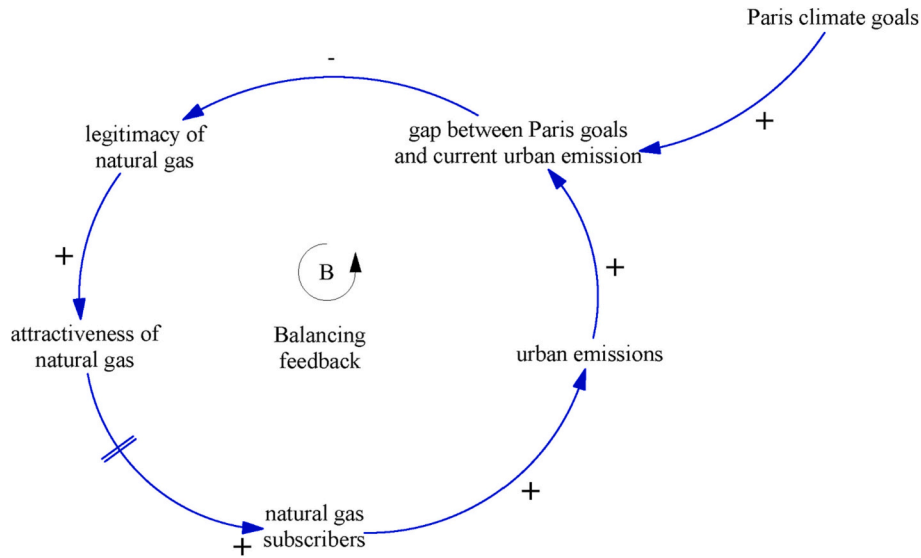 Paris climate goals
-
gap between Paris goals
and current urban emission
+
legitimacy of
natural gas
+
+
B
attractiveness of
natural gas
Balancing
feedback
urban emissions
+
natural gas
subscribers
+